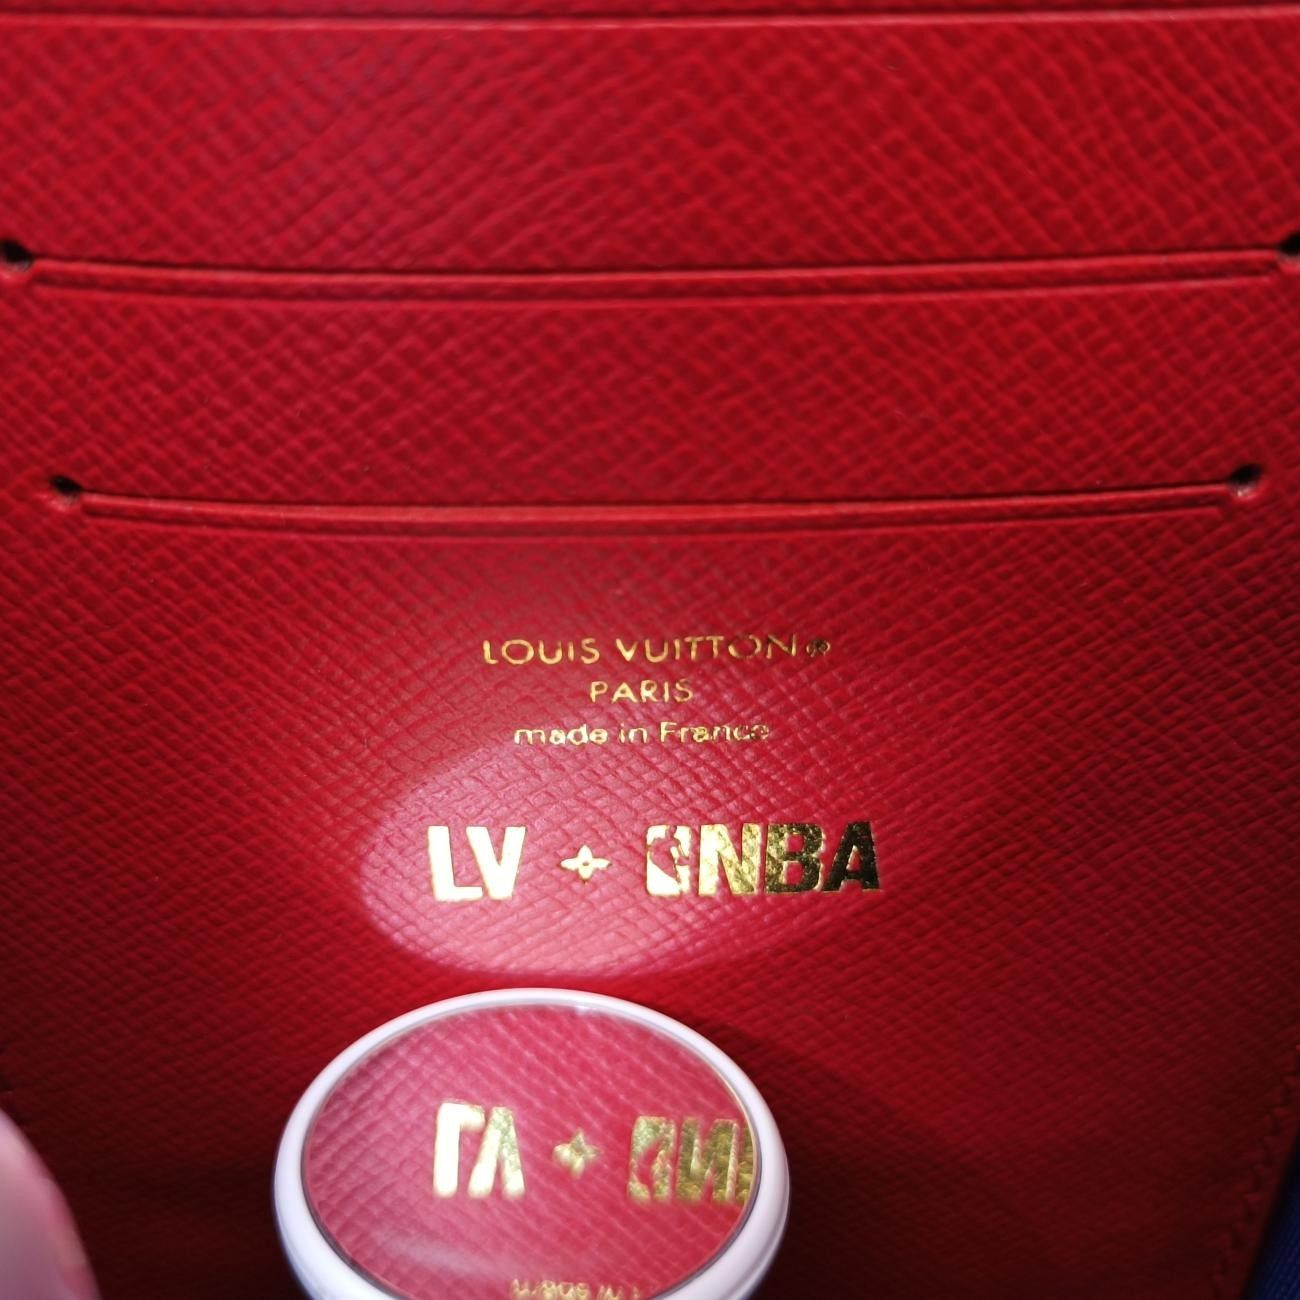 LOUIS VUITTON®
PARIS
made in France
LV + NBA